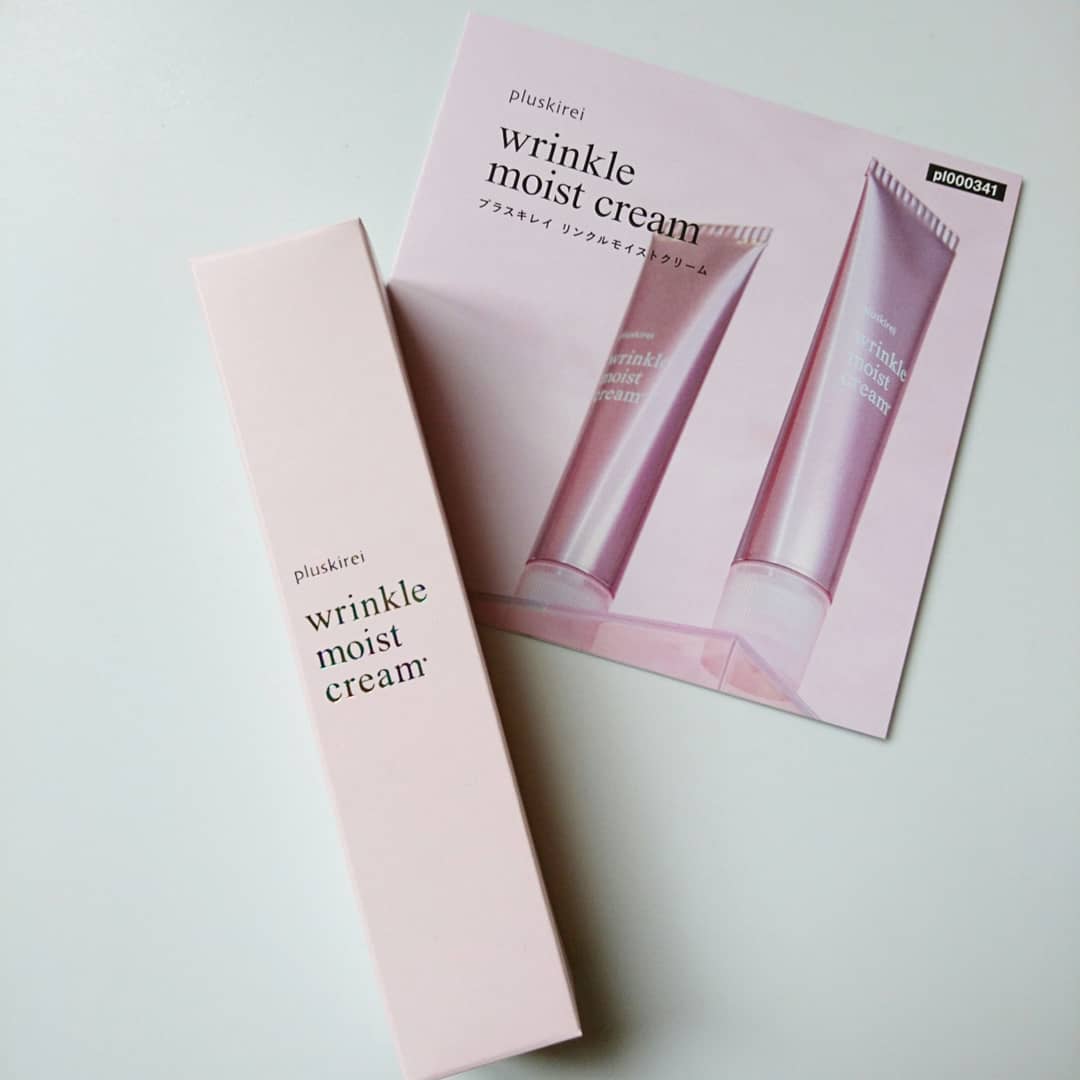 pluskirei
wrinkle
moist cream
プラスキレイ リンクルモイストクリーム
pl000341
pluskirei
wrinkle
moist
cream
pluskirei
wrinkle
moist
cream
pluskirei
wrinkle
moist
cream